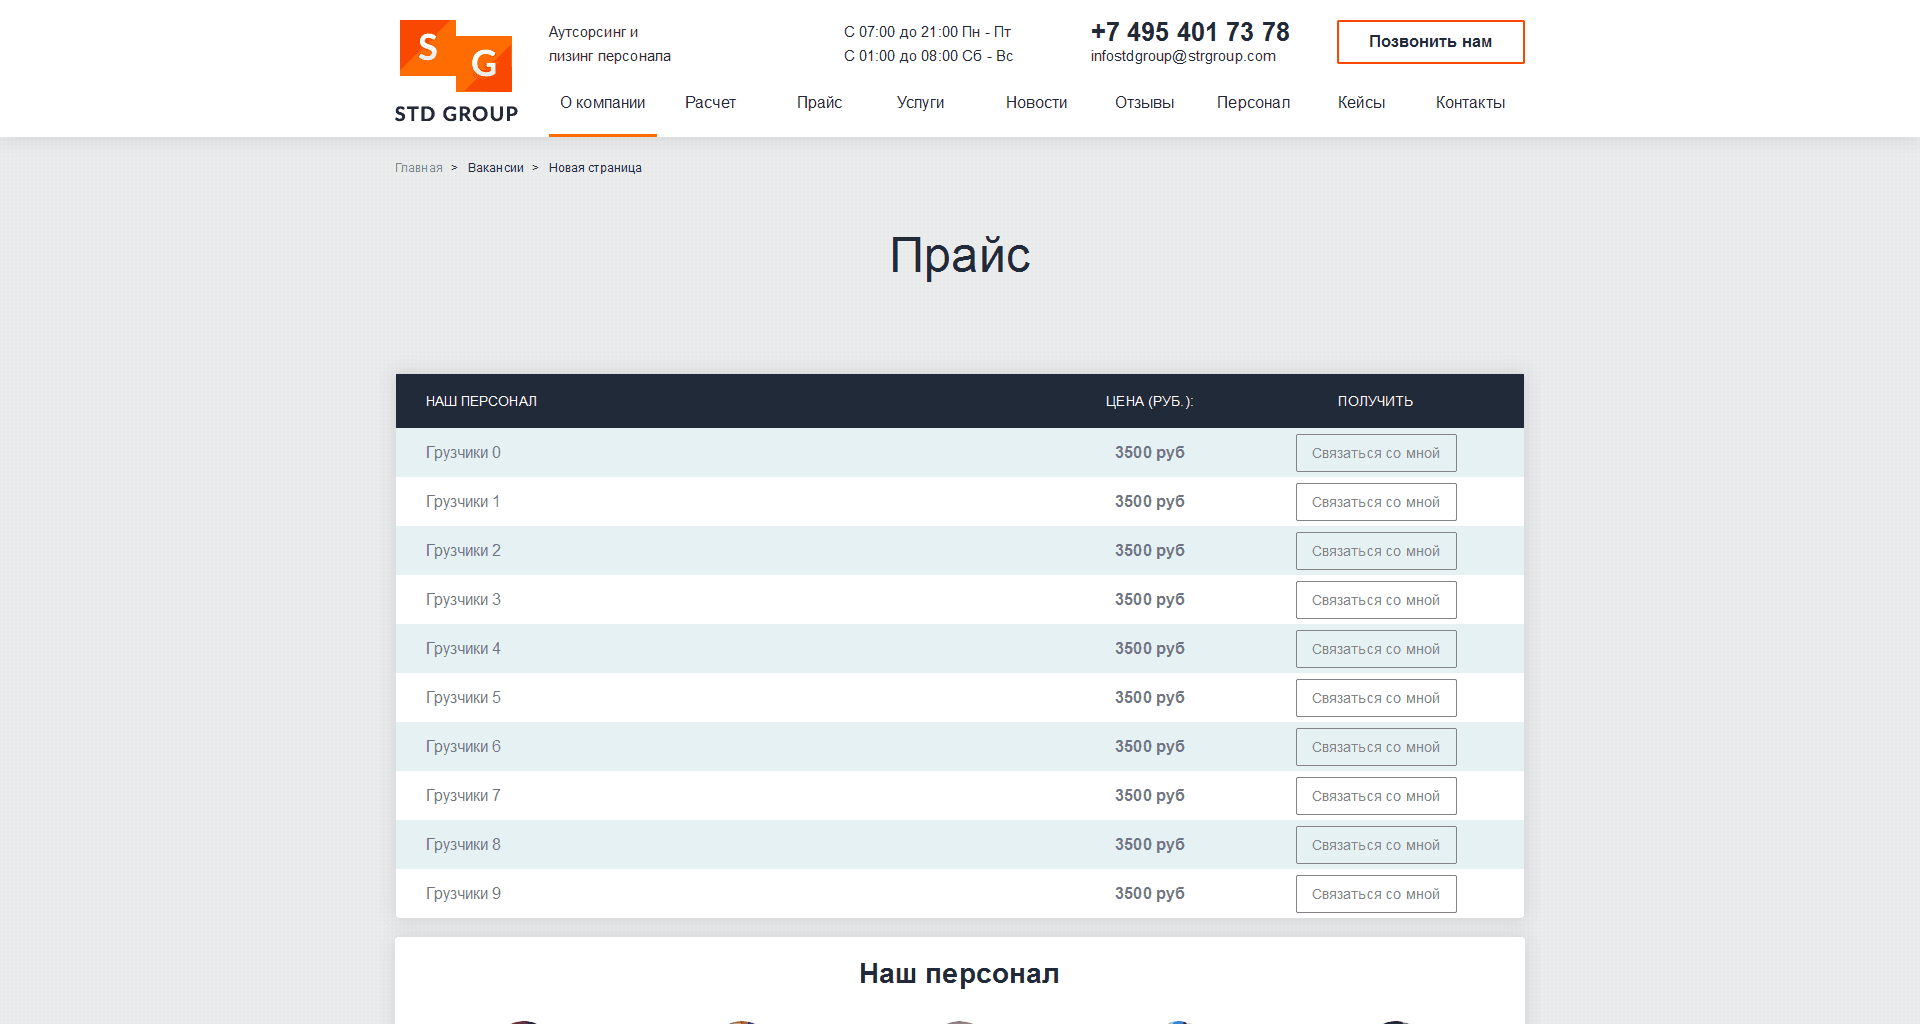 S G
STD GROUP
Аутсорсинг и
лизинг персонала
С 07:00 до 21:00 Пн - Пт
С 01:00 до 08:00 Сб - Вс
+7 495 401 73 78
infostdgroup@strgroup.com
Позвонить нам
О компании Расчет Прайс Услуги Новости Отзывы Персонал Кейсы Контакты
Главная > Вакансии > Новая страница
Прайс
НАШ ПЕРСОНАЛ ЦЕНА (РУБ.): ПОЛУЧИТЬ
Грузчики 0 3500 руб Связаться со мной
Грузчики 1 3500 руб Связаться со мной
Грузчики 2 3500 руб Связаться со мной
Грузчики 3 3500 руб Связаться со мной
Грузчики 4 3500 руб Связаться со мной
Грузчики 5 3500 руб Связаться со мной
Грузчики 6 3500 руб Связаться со мной
Грузчики 7 3500 руб Связаться со мной
Грузчики 8 3500 руб Связаться со мной
Грузчики 9 3500 руб Связаться со мной
Наш персонал